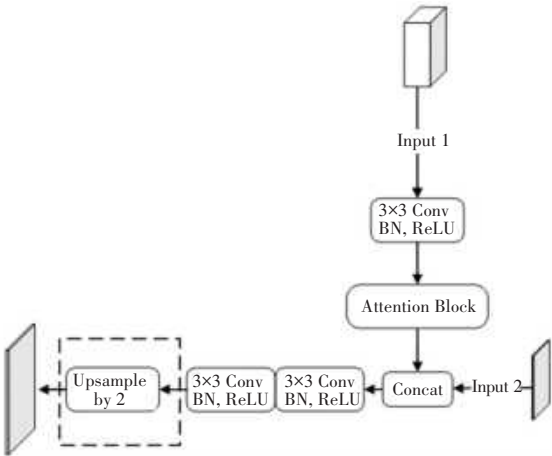 Input 1
3×3 Conv
BN, ReLU
Attention Block
Upsample
by 2
3×3 Conv
BN, ReLU
3×3 Conv
BN, ReLU
Concat
Input 2